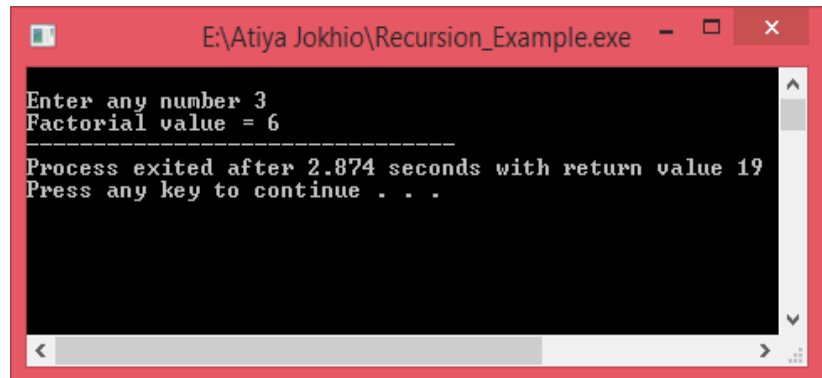 E:\Atiya Jokhio\Recursion_Example.exe
Enter any number 3
Factorial value = 6
--------------------------------
Process exited after 2.874 seconds with return value 19
Press any key to continue . . .